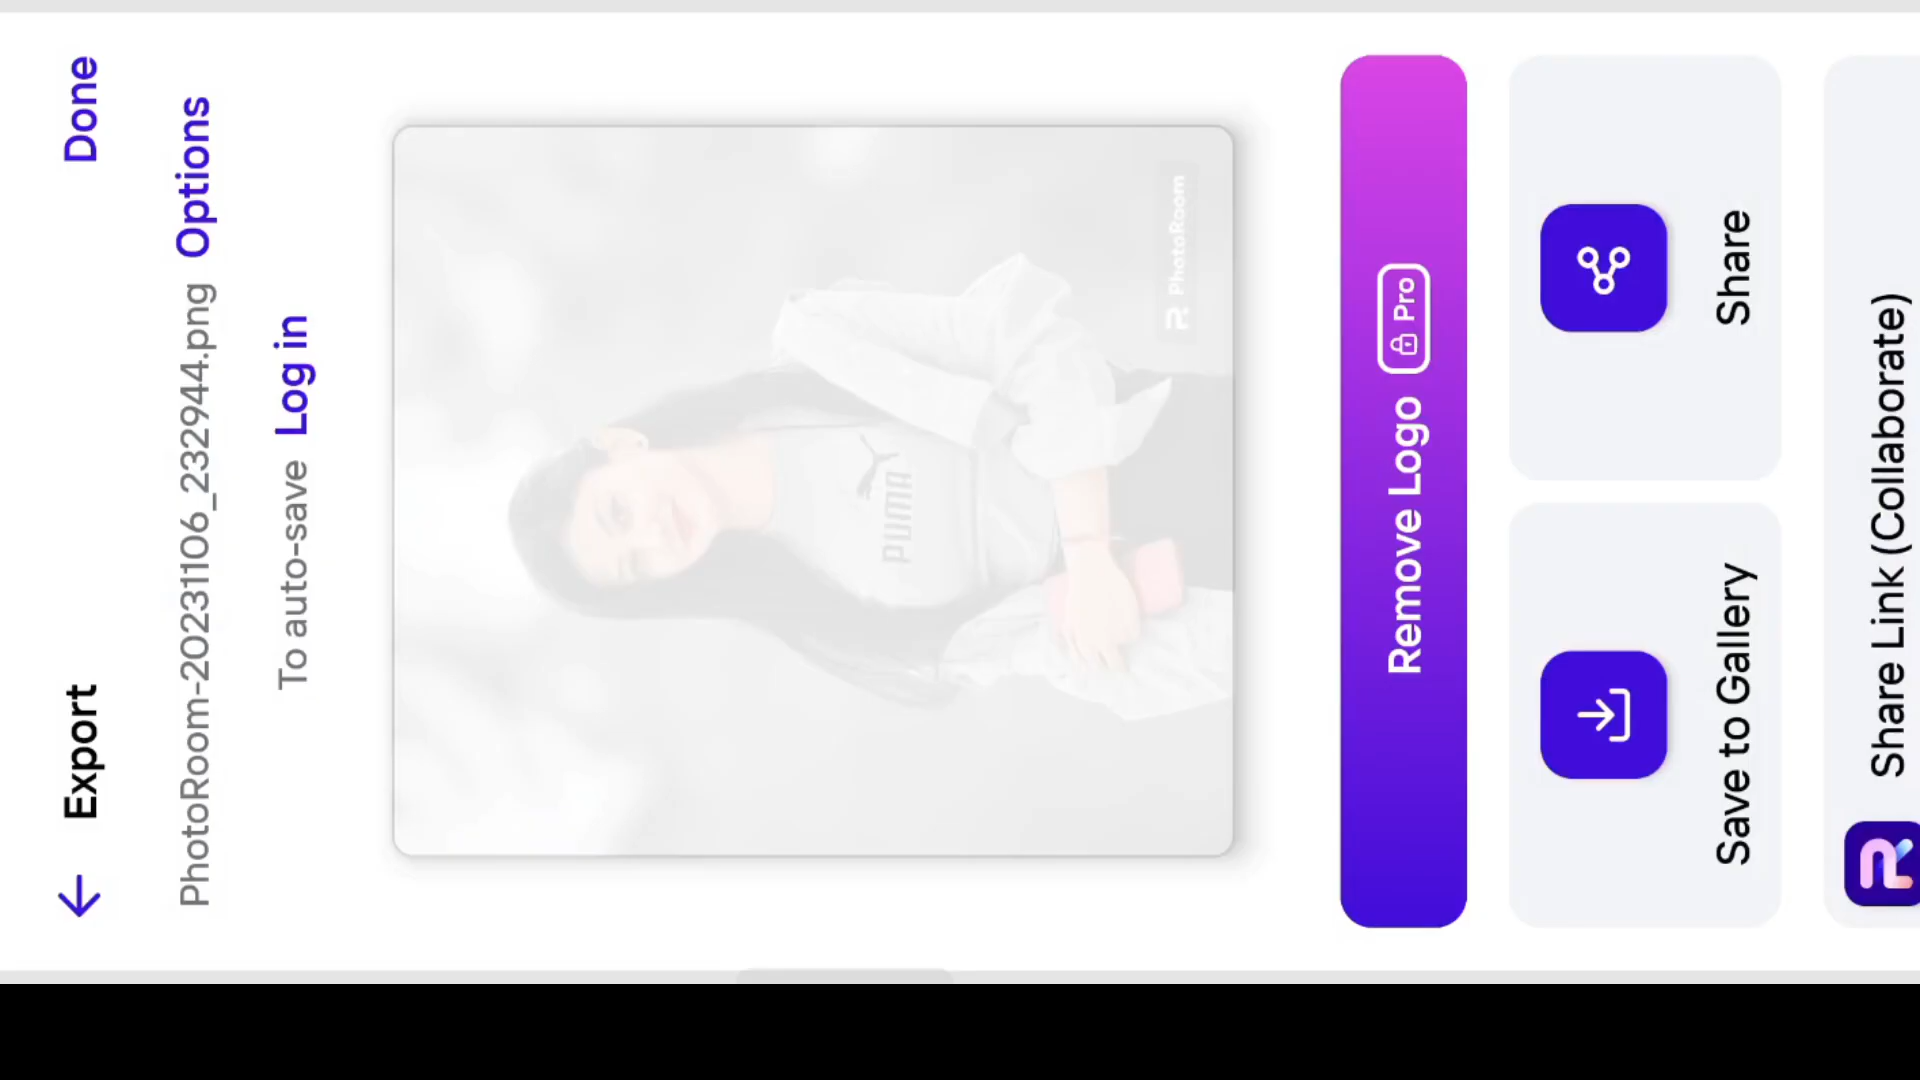 Export
Done
PhotoRoom-20231106_232944.png Options
To auto-save Log in
PUMA
PhotoRoom
Remove Logo Pro
Save to Gallery
Share
Share Link (Collaborate)